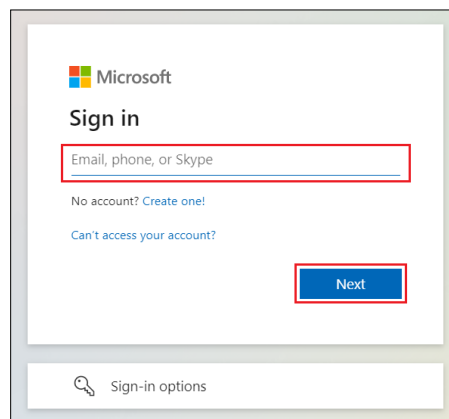 Microsoft
Sign in
Email, phone, or Skype
No account? Create one!
Can't access your account?
Next
Sign-in options